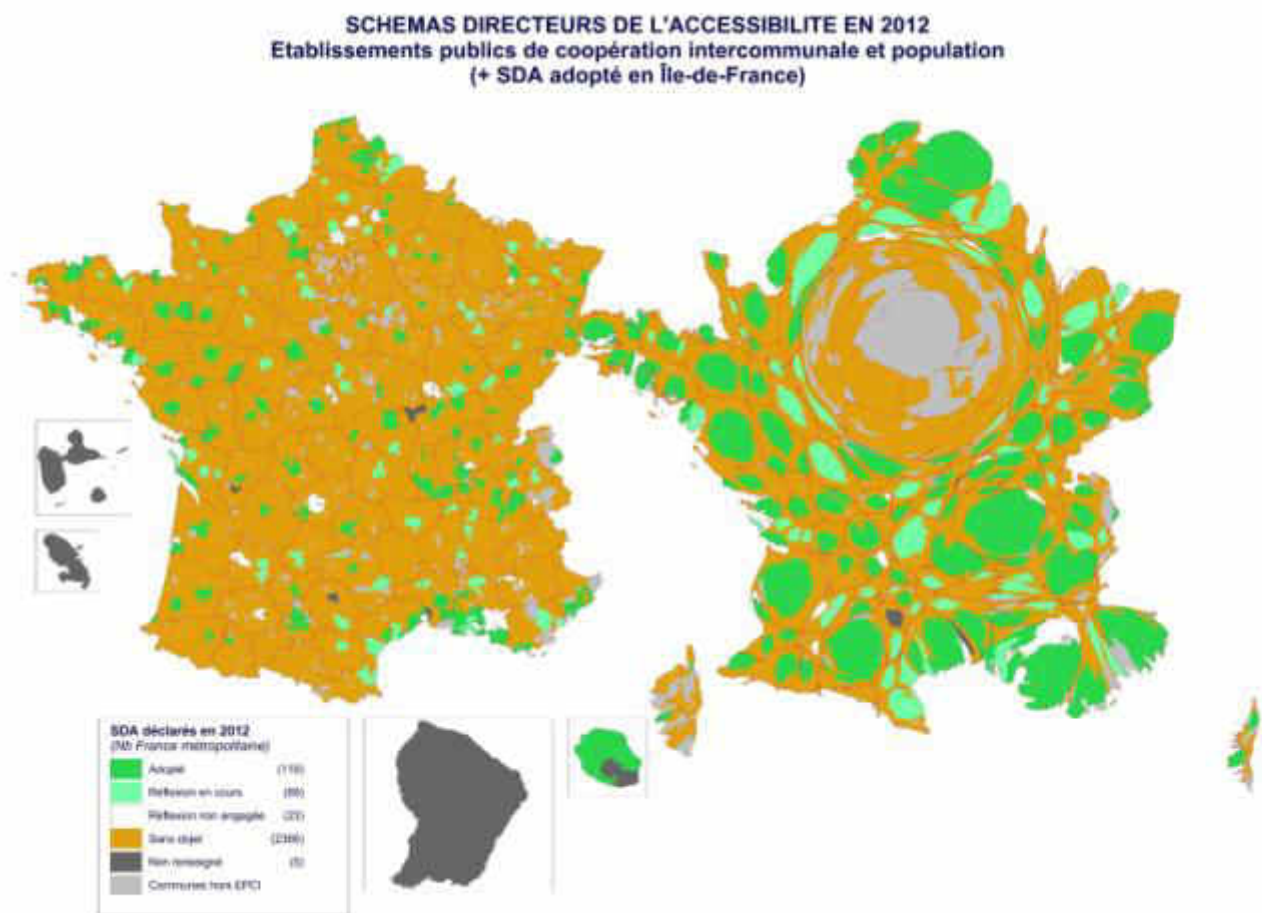 SCHEMAS DIRECTEURS DE L'ACCESSIBILITE EN 2012
Etablissements publics de coopération intercommunale et population
(+ SDA adopté en Île-de-France)
SDA déclarés en 2012
(Nb France métropolitaine)
Adopté
Réflexion en cours
Réflexion non engagée (23)
Sans objet
Non renseigné (5)
Communes hors EPCI